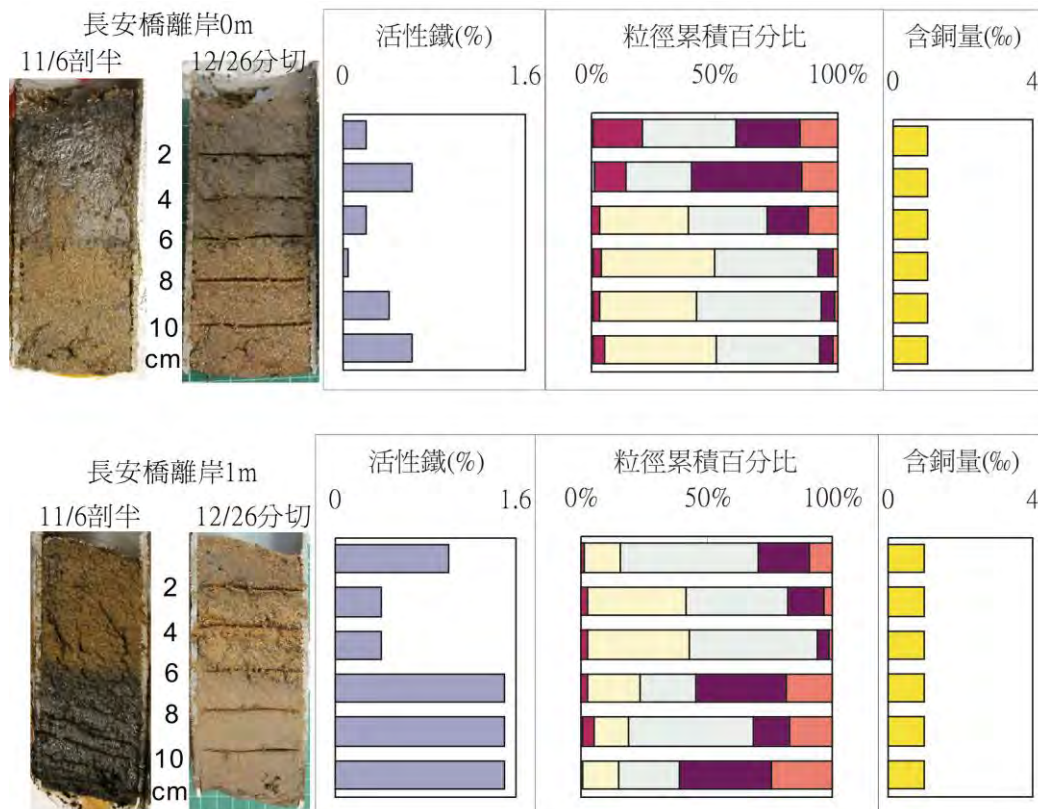 長安橋離岸0m
11/6剖半 12/26分切
活性鐵(%)
0 1.6
粒徑累積百分比
0% 50% 100%
含銅量(‰)
0 4
2
4
6
8
10
cm
長安橋離岸1m
11/6剖半 12/26分切
活性鐵(%)
0 1.6
粒徑累積百分比
0% 50% 100%
含銅量(‰)
0 4
2
4
6
8
10
cm